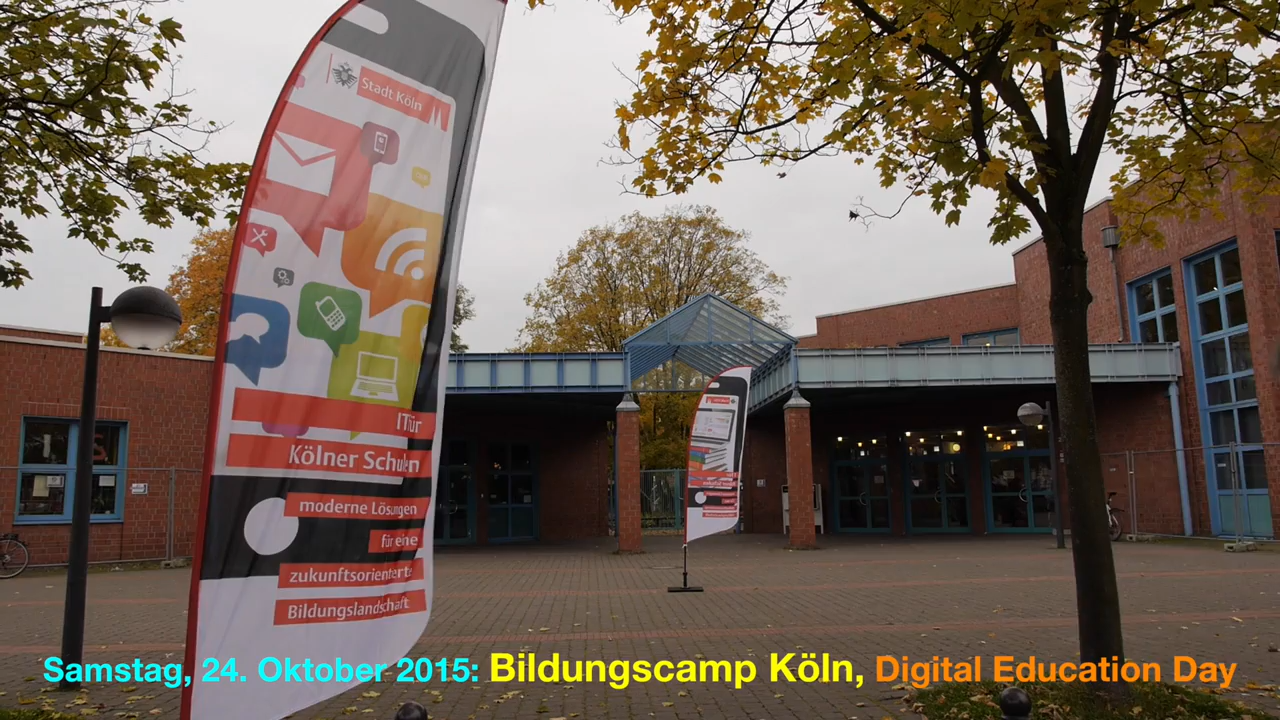 Stadt Köln
IT für
Kölner Schulen
moderne Lösungen
für eine
zukunftsorientierte
Bildungslandschaft
Samstag, 24. Oktober 2015: Bildungscamp Köln, Digital Education Day